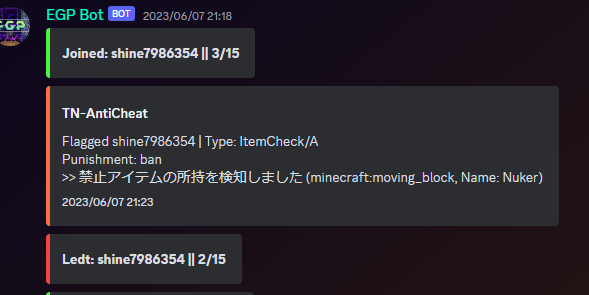 EGP
EGP Bot BOT 2023/06/07 21:18
Joined: shine7986354 || 3/15
TN-AntiCheat
Flagged shine7986354 | Type: ItemCheck/A
Punishment: ban
>> 禁止アイテムの所持を検知しました (minecraft:moving_block, Name: Nuker)
2023/06/07 21:23
Ledt: shine7986354 || 2/15